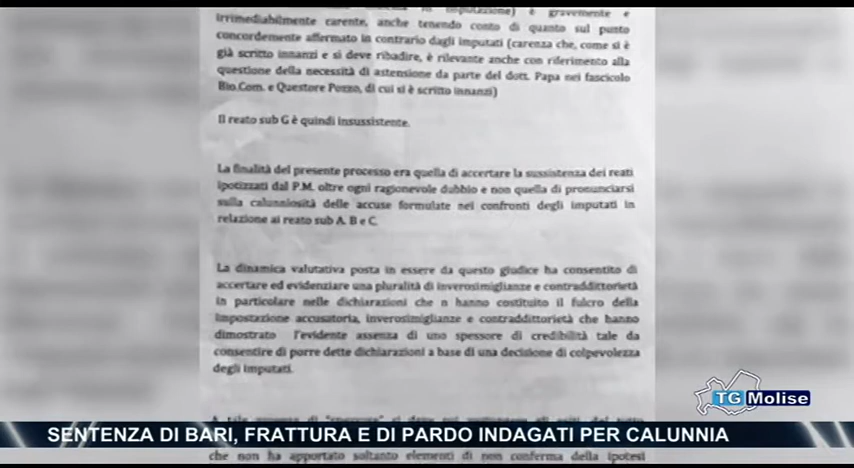 imputazione) è gravemente e
irrimediabilmente carente, anche tenendo conto di quanto sul punto
concordemente affermato in contrario dagli imputati (carenza che, come si è
già scritto innanzi e si deve ribadire, è rilevante anche con riferimento alla
questione della necessità di astensione da parte del dott. Papa nei fascicolo
Bio.Com. e Questore Pozzo, di cui si è scritto innanzi)
Il reato sub G è quindi insussistente.
La finalità del presente processo era quella di accertare la sussistenza dei reati
ipotizzati dal P.M. oltre ogni ragionevole dubbio e non quella di pronunciarsi
sulla calunniosità delle accuse formulate nei confronti degli imputati in
relazione ai reato sub A. B e C.
La dinamica valutativa posta in essere da questo giudice ha consentito di
accertare ed evidenziare una pluralità di inverosimiglianze e contraddittorietà
in particolare nelle dichiarazioni che n hanno costituito il fulcro della
impostazione accusatoria, inverosimiglianze e contraddittorietà che hanno
dimostrato l'evidente assenza di uno spessore di credibilità tale da
consentire di porre dette dichiarazioni a base di una decisione di colpevolezza
degli imputati.
TG Molise
SENTENZA DI BARI, FRATTURA E DI PARDO INDAGATI PER CALUNNIA
che non ha apportato soltanto elementi di non conferma della ipotesi